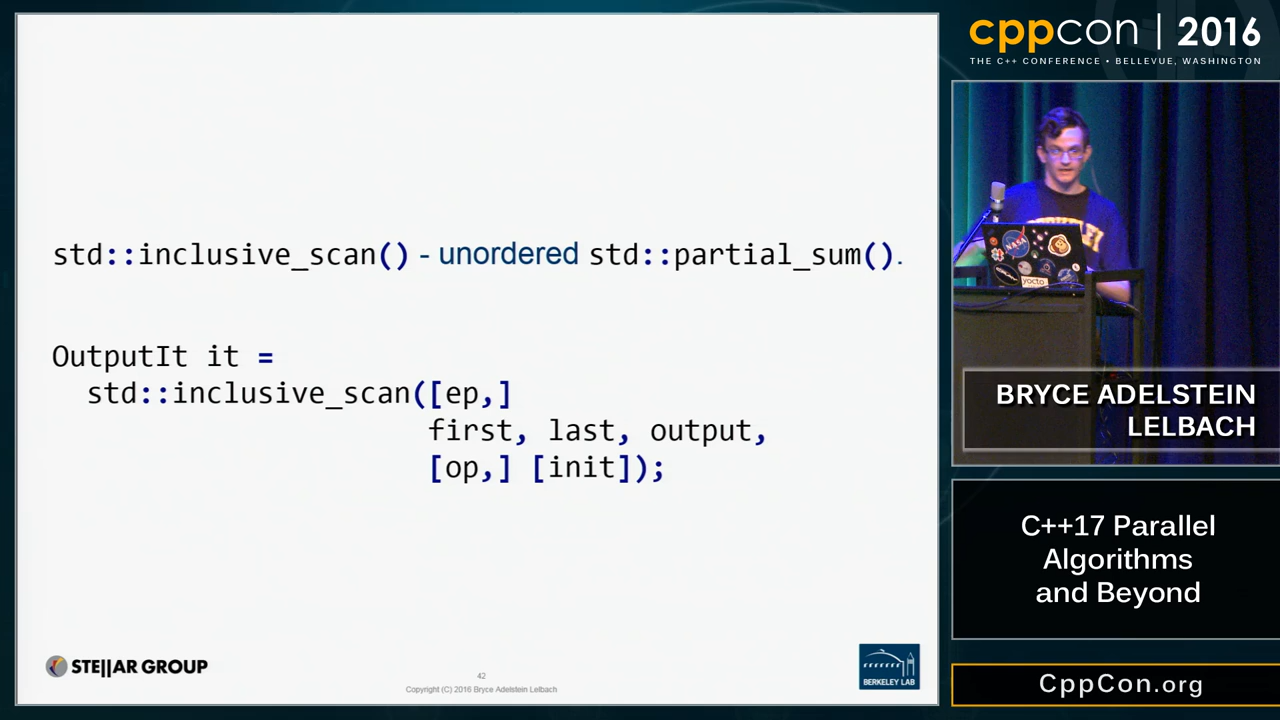 std::inclusive_scan() - unordered std::partial_sum().
OutputIt it =
std::inclusive_scan([ep,]
first, last, output,
[op,] [init]);
STE||AR GROUP
42
Copyright (C) 2016 Bryce Adelstein Lelbach
BERKELEY LAB
cppcon | 2016
THE C++ CONFERENCE • BELLEVUE, WASHINGTON
NASA
yocto
BRYCE ADELSTEIN
LELBACH
C++17 Parallel
Algorithms
and Beyond
CppCon.org